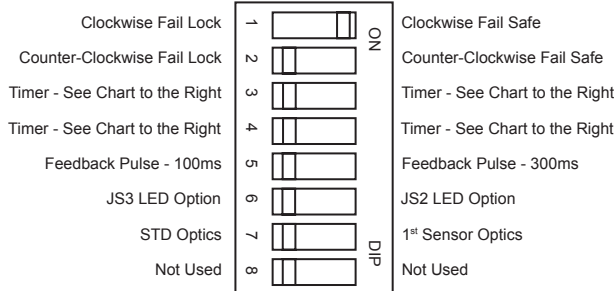 Clockwise Fail Lock 1 ON Clockwise Fail Safe
Counter-Clockwise Fail Lock 2 Counter-Clockwise Fail Safe
Timer - See Chart to the Right 3 Timer - See Chart to the Right
Timer - See Chart to the Right 4 Timer - See Chart to the Right
Feedback Pulse - 100ms 5 Feedback Pulse - 300ms
JS3 LED Option 6 JS2 LED Option
STD Optics 7 DIP 1st Sensor Optics
Not Used 8 Not Used